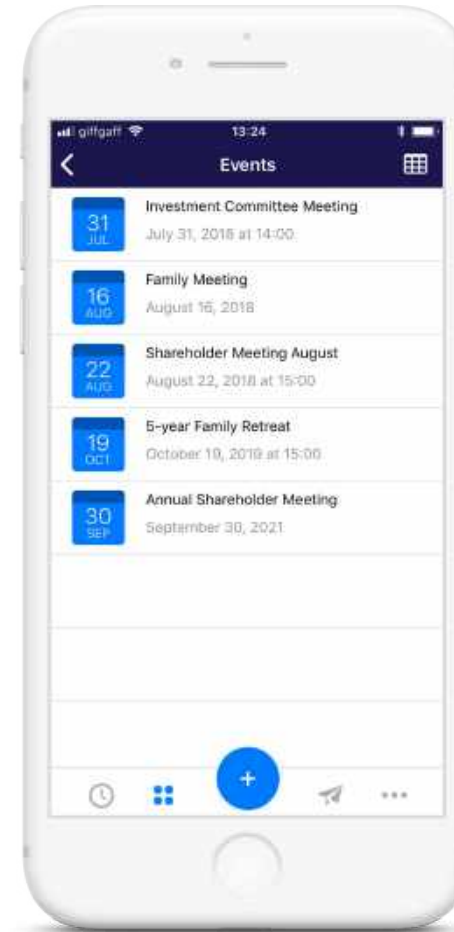 giffgaff 13:24
Events
31
JUL
Investment Committee Meeting
July 31, 2018 at 14:00
16
AUG
Family Meeting
August 16, 2018
22
AUG
Shareholder Meeting August
August 22, 2018 at 15:00
19
OCT
5-year Family Retreat
October 19, 2019 at 15:00
30
SEP
Annual Shareholder Meeting
September 30, 2021
+